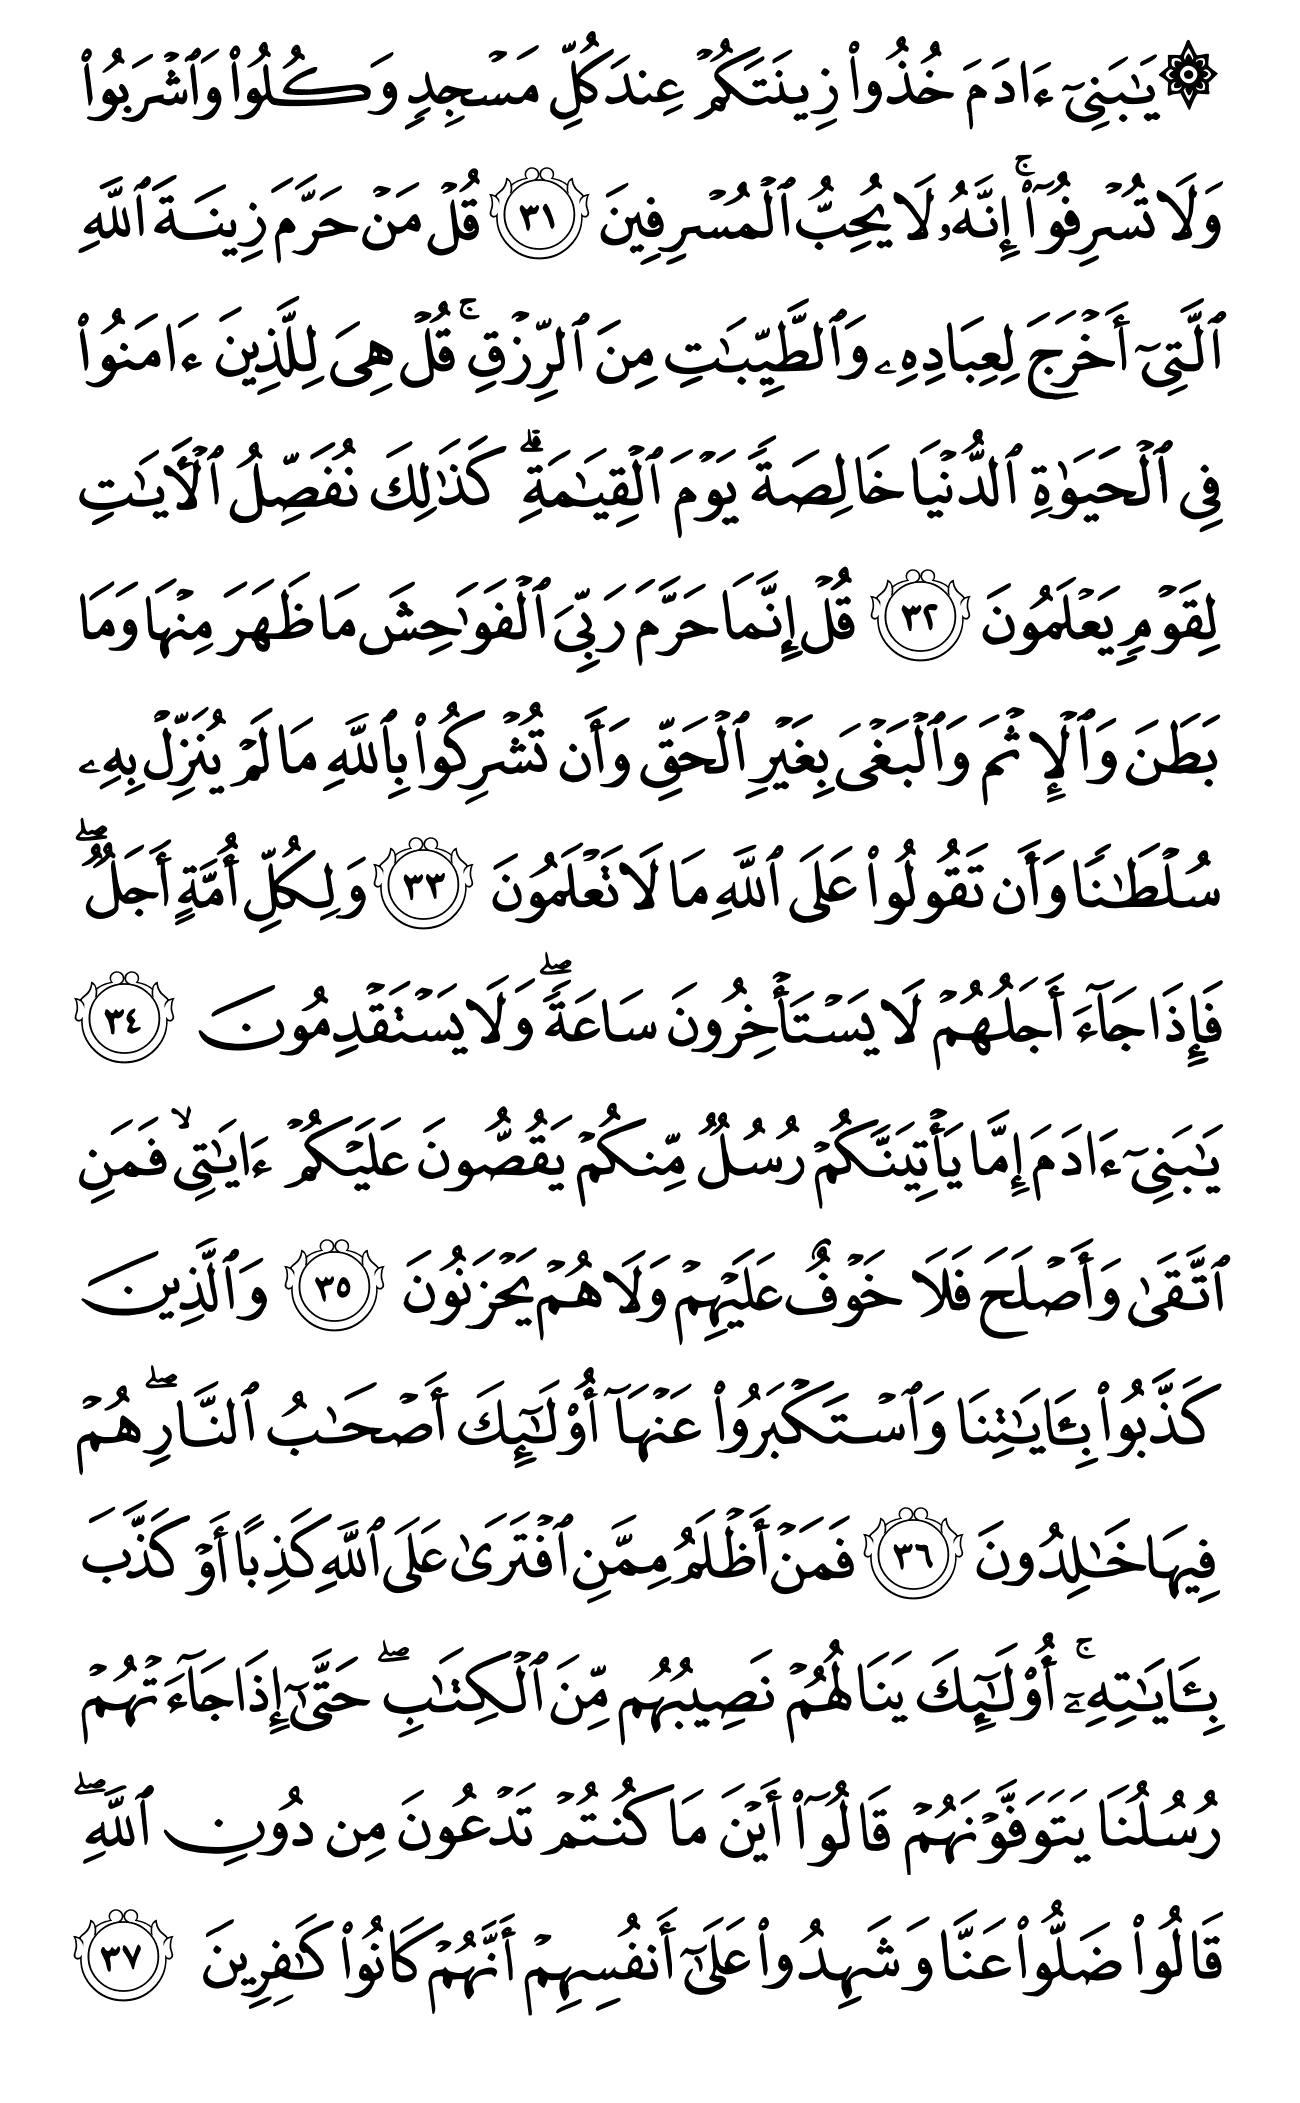 ۞ يَٰبَنِىٓ ءَادَمَ خُذُوا۟ زِينَتَكُمْ عِندَ كُلِّ مَسْجِدٍ وَكُلُوا۟ وَٱشْرَبُوا۟
وَلَا تُسْرِفُوٓا۟ ۚ إِنَّهُۥ لَا يُحِبُّ ٱلْمُسْرِفِينَ ٣١ قُلْ مَنْ حَرَّمَ زِينَةَ ٱللَّهِ
ٱلَّتِىٓ أَخْرَجَ لِعِبَادِهِۦ وَٱلطَّيِّبَٰتِ مِنَ ٱلرِّزْقِ ۚ قُلْ هِىَ لِلَّذِينَ ءَامَنُوا۟
فِى ٱلْحَيَوٰةِ ٱلدُّنْيَا خَالِصَةً يَوْمَ ٱلْقِيَٰمَةِ ۗ كَذَٰلِكَ نُفَصِّلُ ٱلْـَٔايَٰتِ
لِقَوْمٍ يَعْلَمُونَ ٣٢ قُلْ إِنَّمَا حَرَّمَ رَبِّىَ ٱلْفَوَٰحِشَ مَا ظَهَرَ مِنْهَا وَمَا
بَطَنَ وَٱلْإِثْمَ وَٱلْبَغْىَ بِغَيْرِ ٱلْحَقِّ وَأَن تُشْرِكُوا۟ بِٱللَّهِ مَا لَمْ يُنَزِّلْ بِهِۦ
سُلْطَٰنًا وَأَن تَقُولُوا۟ عَلَى ٱللَّهِ مَا لَا تَعْلَمُونَ ٣٣ وَلِكُلِّ أُمَّةٍ أَجَلٌ ۖ
فَإِذَا جَآءَ أَجَلُهُمْ لَا يَسْتَأْخِرُونَ سَاعَةً ۖ وَلَا يَسْتَقْدِمُونَ ٣٤
يَٰبَنِىٓ ءَادَمَ إِمَّا يَأْتِيَنَّكُمْ رُسُلٌ مِّنكُمْ يَقُصُّونَ عَلَيْكُمْ ءَايَٰتِى ۙ فَمَنِ
ٱتَّقَىٰ وَأَصْلَحَ فَلَا خَوْفٌ عَلَيْهِمْ وَلَا هُمْ يَحْزَنُونَ ٣٥ وَٱلَّذِينَ
كَذَّبُوا۟ بِـَٔايَٰتِنَا وَٱسْتَكْبَرُوا۟ عَنْهَآ أُو۟لَٰٓئِكَ أَصْحَٰبُ ٱلنَّارِ ۖ هُمْ
فِيهَا خَٰلِدُونَ ٣٦ فَمَنْ أَظْلَمُ مِمَّنِ ٱفْتَرَىٰ عَلَى ٱللَّهِ كَذِبًا أَوْ كَذَّبَ
بِـَٔايَٰتِهِۦٓ ۚ أُو۟لَٰٓئِكَ يَنَالُهُمْ نَصِيبُهُم مِّنَ ٱلْكِتَٰبِ ۖ حَتَّىٰٓ إِذَا جَآءَتْهُمْ
رُسُلُنَا يَتَوَفَّوْنَهُمْ قَالُوٓا۟ أَيْنَ مَا كُنتُمْ تَدْعُونَ مِن دُونِ ٱللَّهِ ۖ
قَالُوا۟ ضَلُّوا۟ عَنَّا وَشَهِدُوا۟ عَلَىٰٓ أَنفُسِهِمْ أَنَّهُمْ كَانُوا۟ كَٰفِرِينَ ٣٧